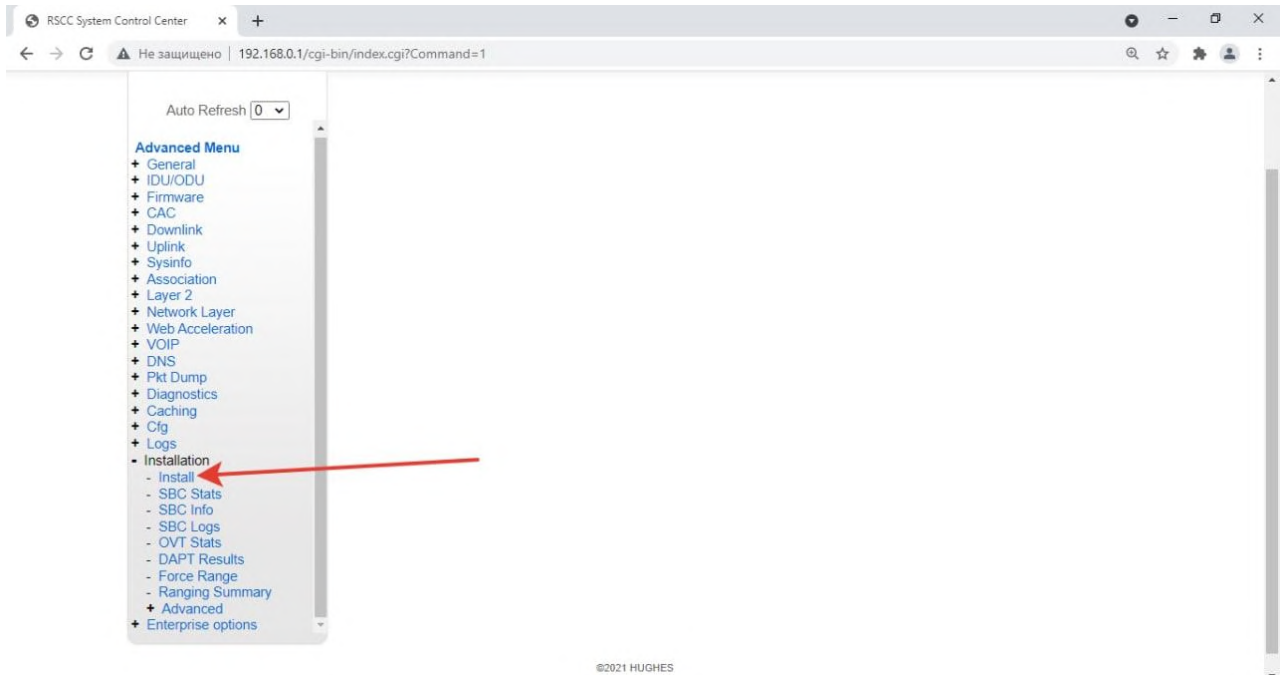 RSCC System Control Center
Не защищено | 192.168.0.1/cgi-bin/index.cgi?Command=1
Auto Refresh 0
Advanced Menu
+ General
+ IDU/ODU
+ Firmware
+ CAC
+ Downlink
+ Uplink
+ Sysinfo
+ Association
+ Layer 2
+ Network Layer
+ Web Acceleration
+ VOIP
+ DNS
+ Pkt Dump
+ Diagnostics
+ Caching
+ Cfg
+ Logs
- Installation
- Install
- SBC Stats
- SBC Info
- SBC Logs
- OVT Stats
- DAPT Results
- Force Range
- Ranging Summary
+ Advanced
+ Enterprise options
©2021 HUGHES